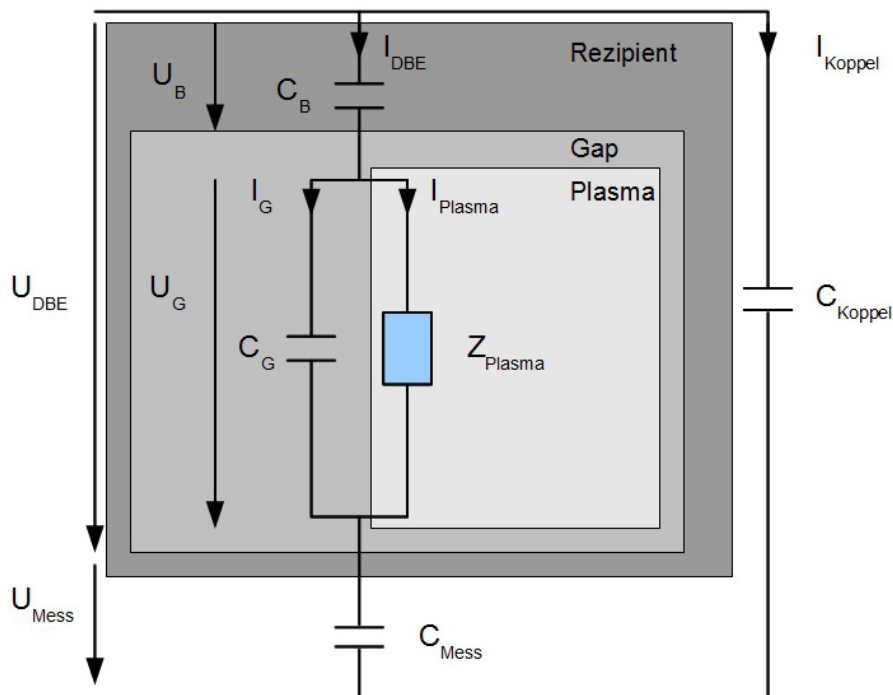 I_DBE
Rezipient
I_Koppel
U_B
C_B
Gap
I_G
I_Plasma
Plasma
U_DBE
U_G
C_Koppel
C_G
Z_Plasma
U_Mess
C_Mess